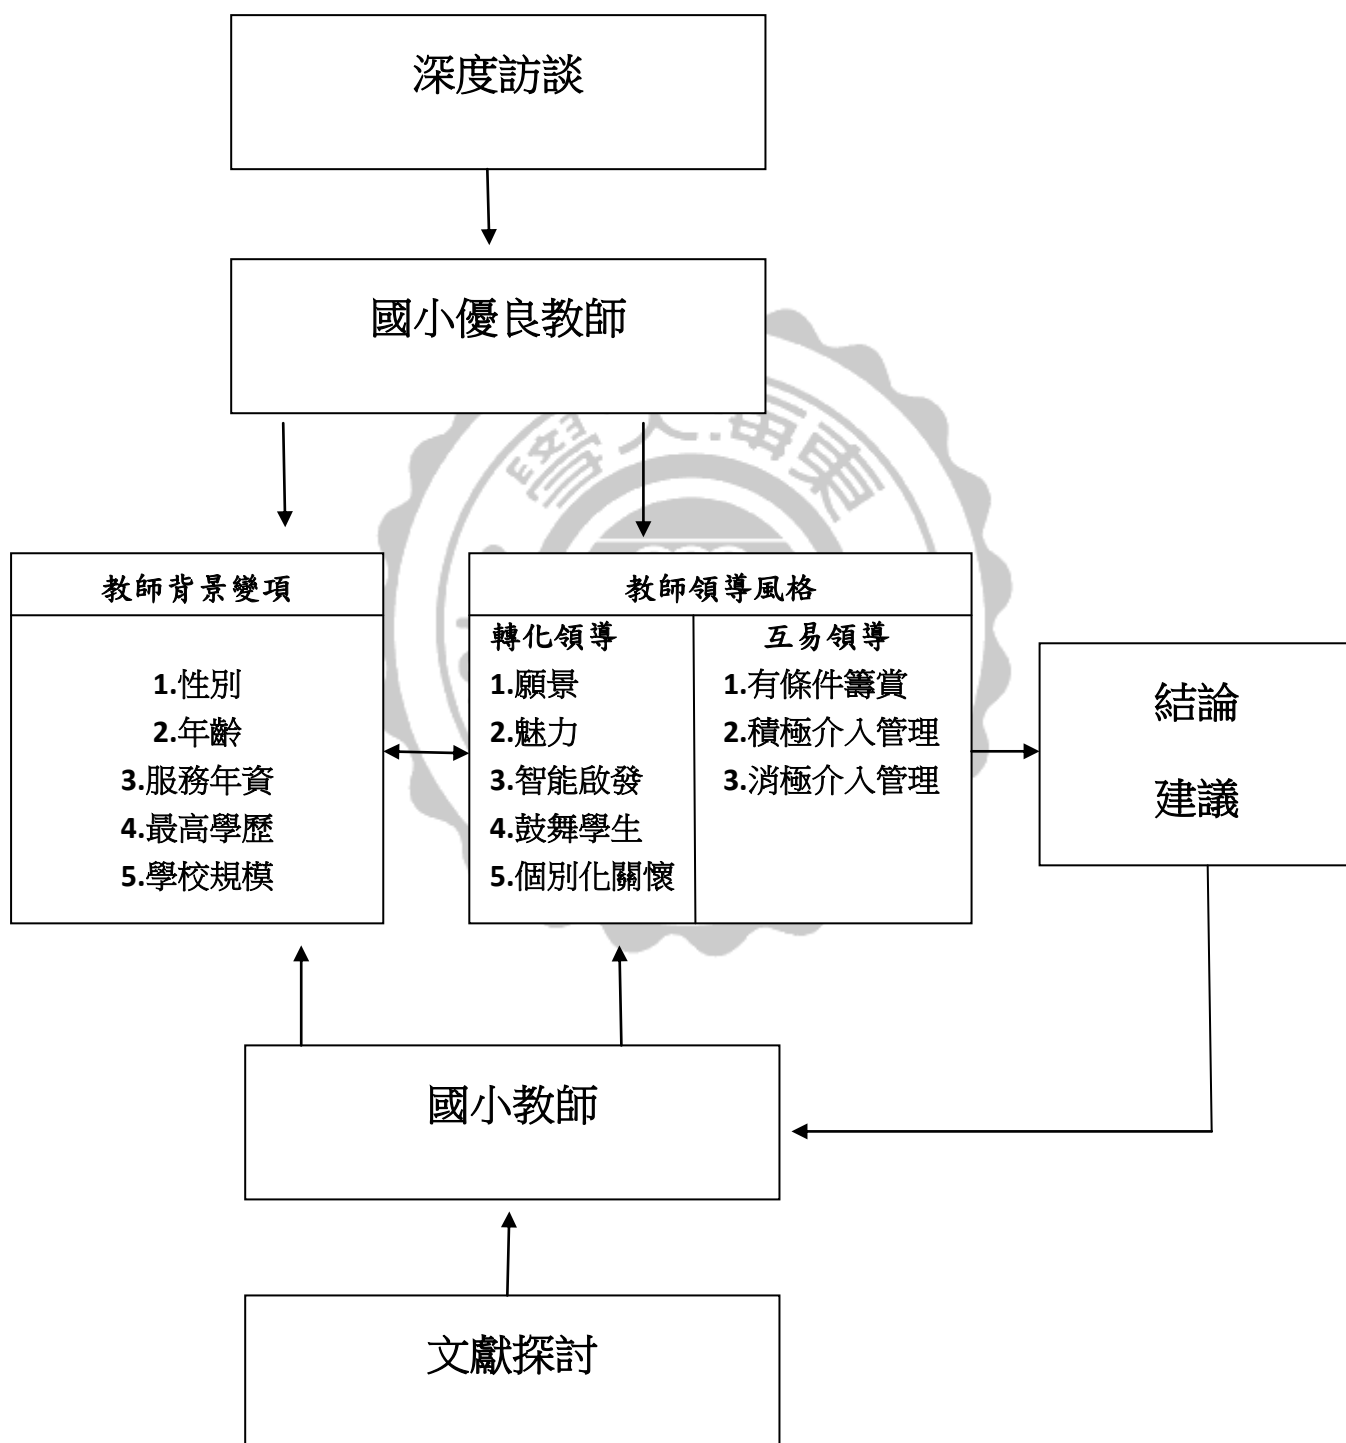 深度訪談
國小優良教師
學大海東
教師背景變項
1.性別
2.年齡
3.服務年資
4.最高學歷
5.學校規模
教師領導風格
轉化領導
1.願景
2.魅力
3.智能啟發
4.鼓舞學生
5.個別化關懷
互易領導
1.有條件籌賞
2.積極介入管理
3.消極介入管理
結論
建議
國小教師
文獻探討